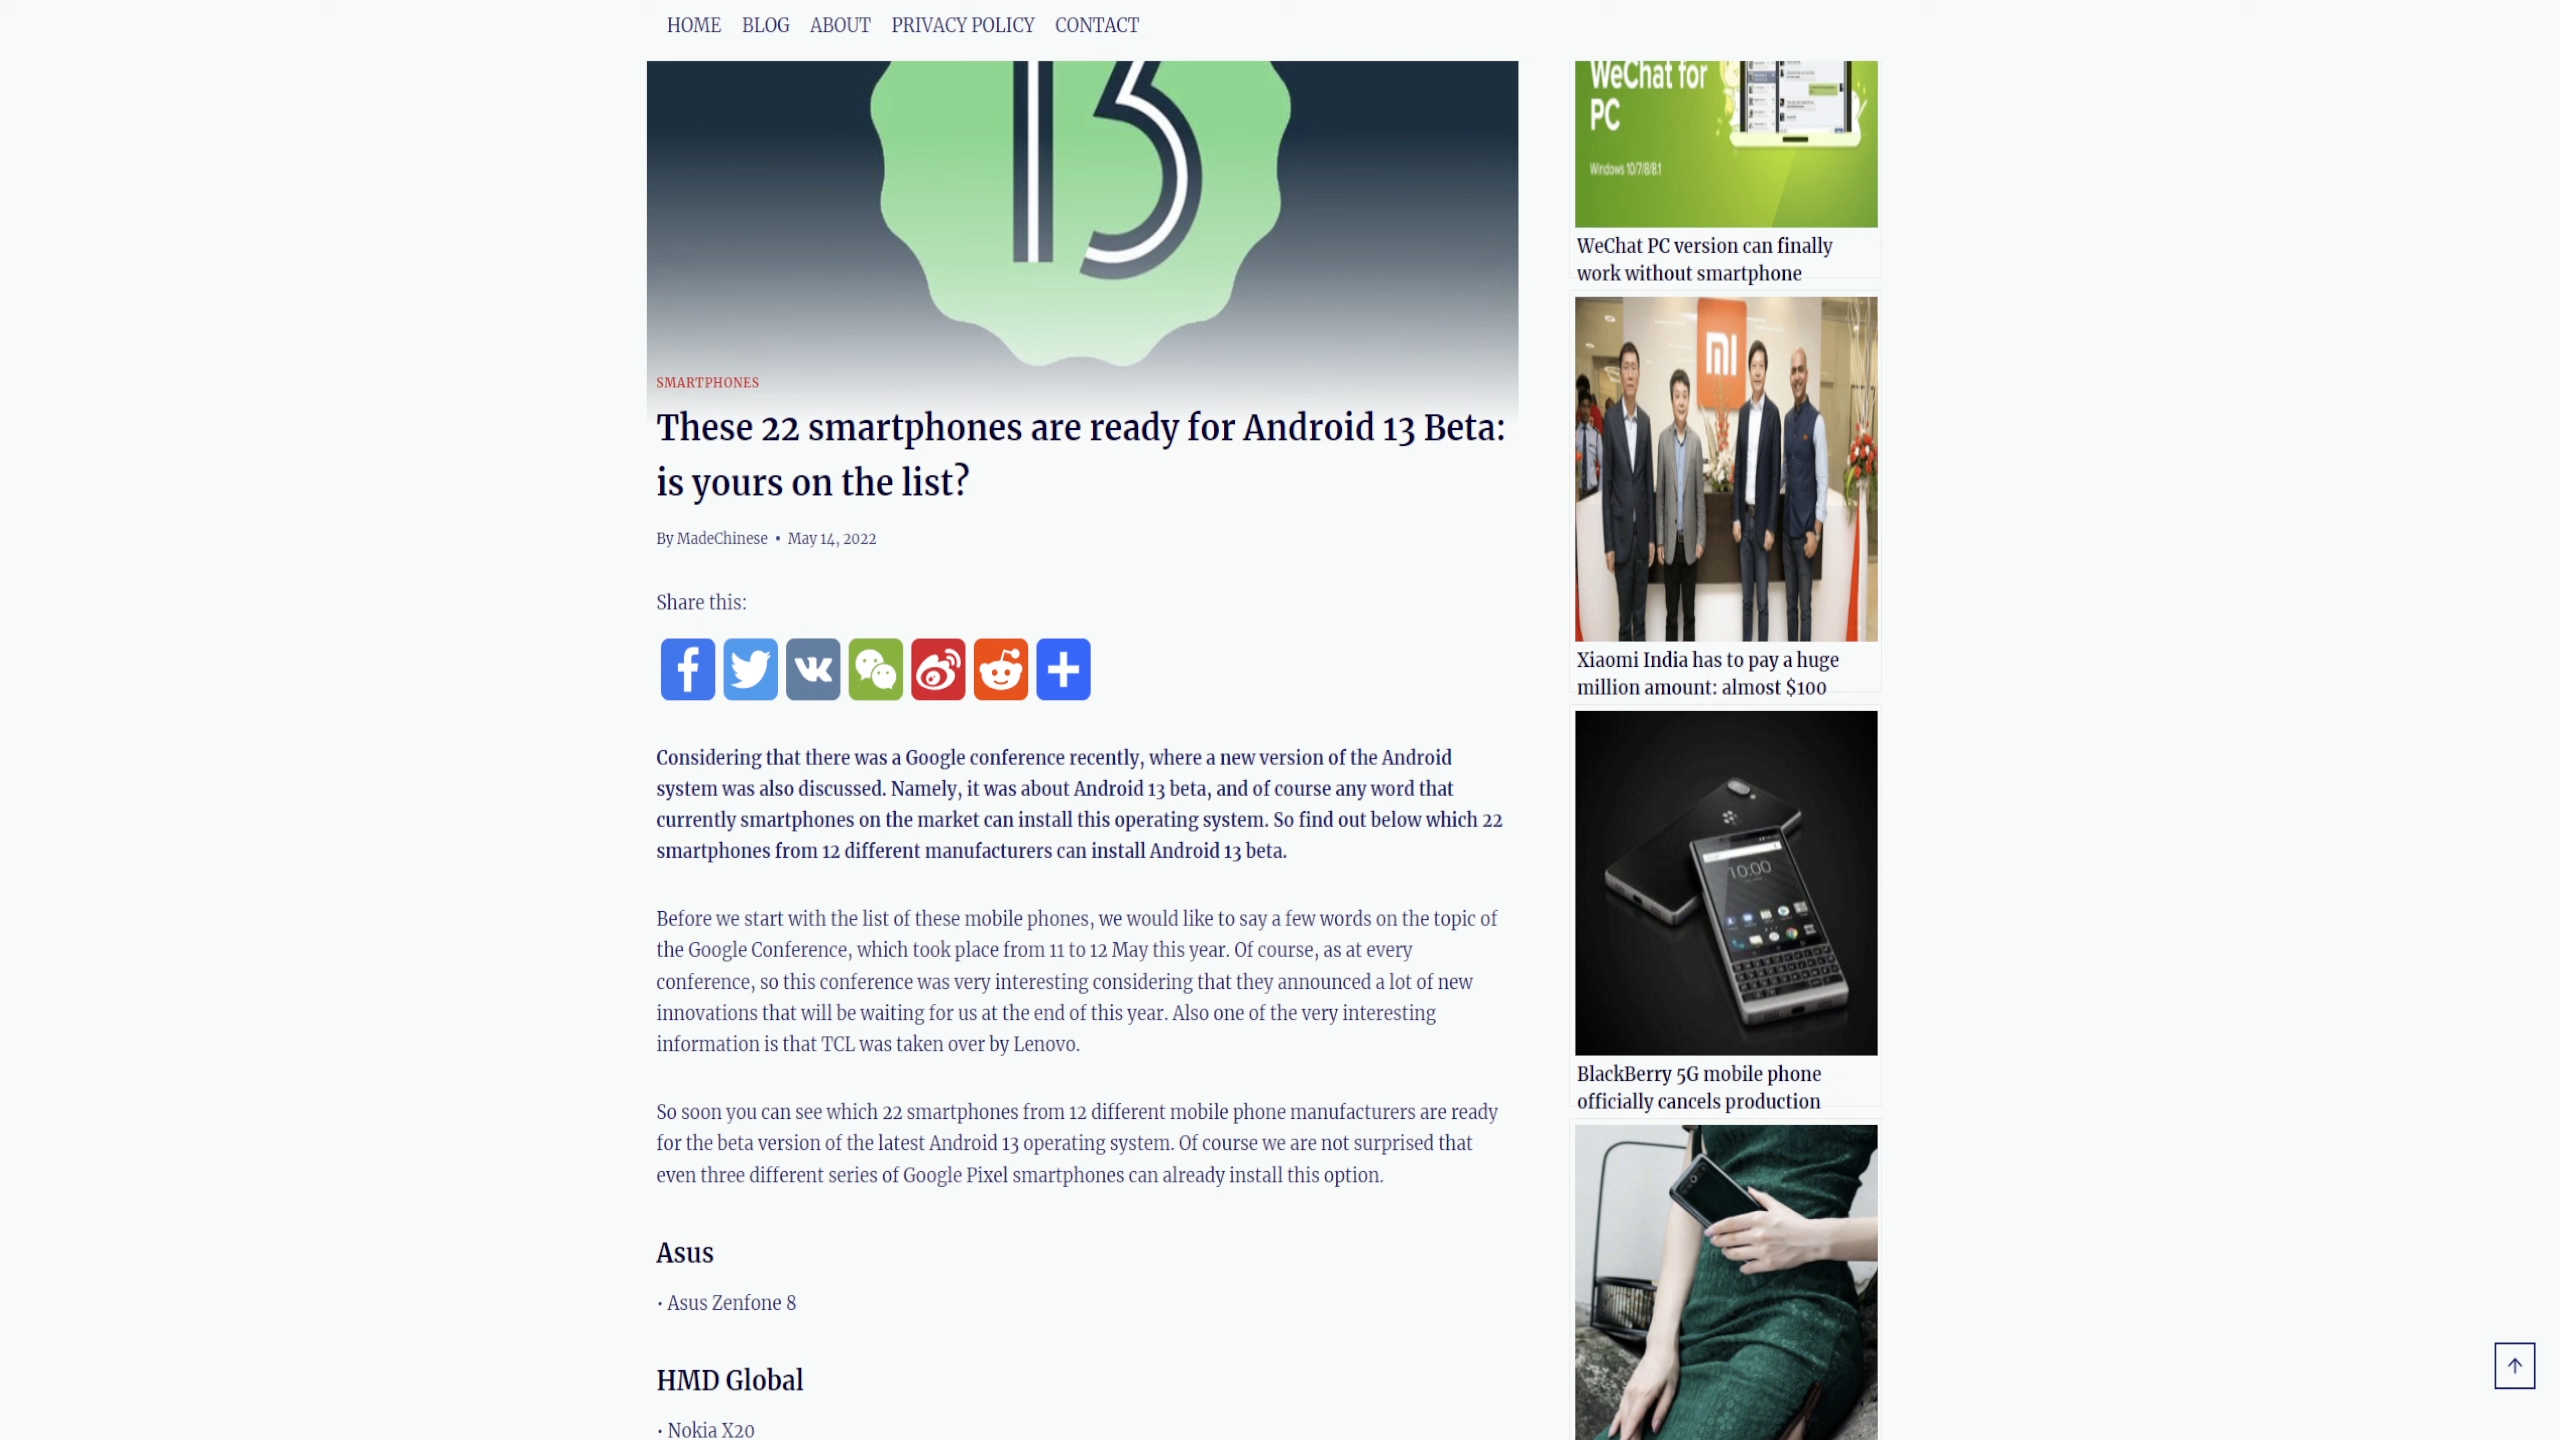 HOME BLOG ABOUT PRIVACY POLICY CONTACT
13
SMARTPHONES
These 22 smartphones are ready for Android 13 Beta:
is yours on the list?
By MadeChinese • May 14, 2022
Share this:
Considering that there was a Google conference recently, where a new version of the Android
system was also discussed. Namely, it was about Android 13 beta, and of course any word that
currently smartphones on the market can install this operating system. So find out below which 22
smartphones from 12 different manufacturers can install Android 13 beta.
Before we start with the list of these mobile phones, we would like to say a few words on the topic of
the Google Conference, which took place from 11 to 12 May this year. Of course, as at every
conference, so this conference was very interesting considering that they announced a lot of new
innovations that will be waiting for us at the end of this year. Also one of the very interesting
information is that TCL was taken over by Lenovo.
So soon you can see which 22 smartphones from 12 different mobile phone manufacturers are ready
for the beta version of the latest Android 13 operating system. Of course we are not surprised that
even three different series of Google Pixel smartphones can already install this option.
Asus
• Asus Zenfone 8
HMD Global
• Nokia X20
WeChat for
PC
Windows 10/7/8/8.1
WeChat PC version can finally
work without smartphone
MI
Xiaomi India has to pay a huge
million amount: almost $100
10:00
BlackBerry 5G mobile phone
officially cancels production